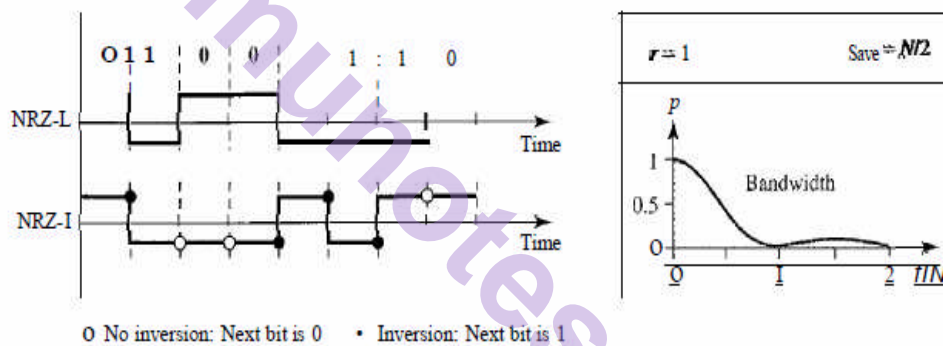 O 1 1 0 0 1 : 1 0
NRZ-L
Time
NRZ-I
Time
O No inversion: Next bit is 0 • Inversion: Next bit is 1
r = 1 Save = N/2
P
1
Bandwidth
0.5
0
0 1 2 f/N
nunotes